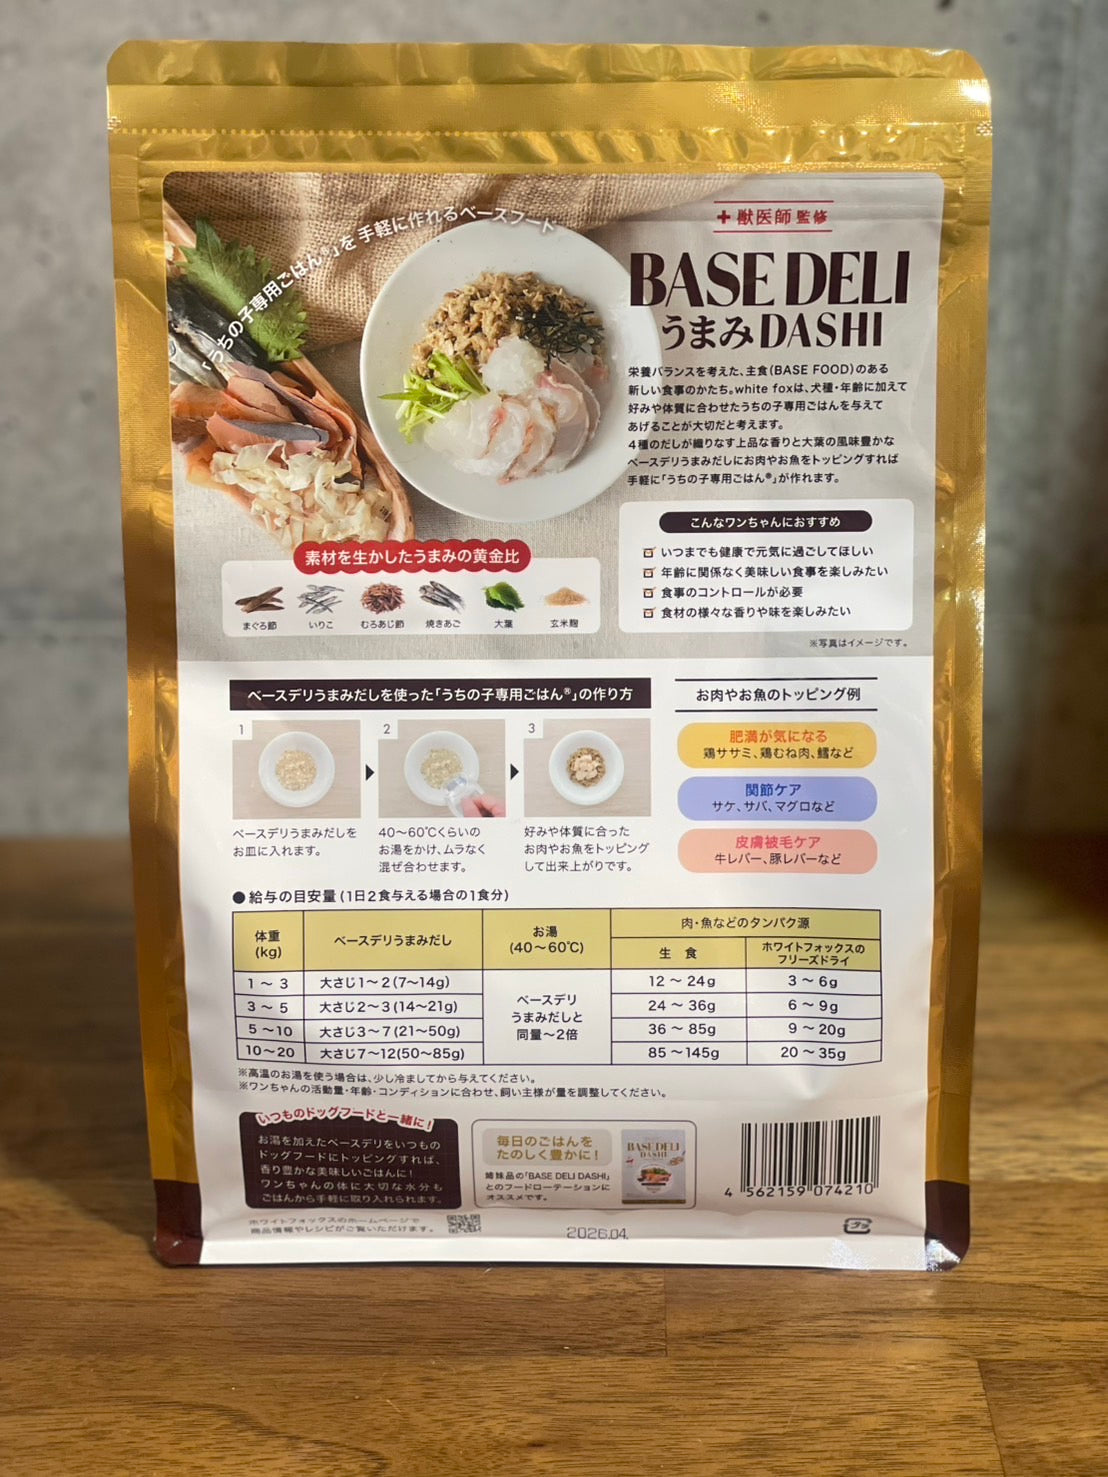 「うちの子専用ごはん®」を手軽に作れるベースフード
獣医師監修
BASE DELI
うまみDASHI
栄養バランスを考えた、主食(BASE FOOD)のある
新しい食事のかたち。white foxは、犬種・年齢に加えて
好みや体質に合わせたうちの子専用ごはんを与えて
あげることが大切だと考えます。
4種のだしが織りなす上品な香りと大葉の風味豊かな
ベースデリうまみだしにお肉やお魚をトッピングすれば
手軽に「うちの子専用ごはん®」が作れます。
こんなワンちゃんにおすすめ
いつまでも健康で元気に過ごしてほしい
年齢に関係なく美味しい食事を楽しみたい
食事のコントロールが必要
食材の様々な香りや味を楽しみたい
素材を生かしたうまみの黄金比
まぐろ節 いりこ むろあじ節 焼きあご 大葉 玄米麹
※写真はイメージです。
ベースデリうまみだしを使った「うちの子専用ごはん®」の作り方
1
ベースデリうまみだしを
お皿に入れます。
2
40〜60℃くらいの
お湯をかけ、ムラなく
混ぜ合わせます。
3
好みや体質に合った
お肉やお魚をトッピング
して出来上がりです。
お肉やお魚のトッピング例
肥満が気になる
鶏ササミ、鶏むね肉、鱈など
関節ケア
サケ、サバ、マグロなど
皮膚被毛ケア
牛レバー、豚レバーなど
●給与の目安量(1日2食与える場合の1食分)
体重
(kg)
ベースデリうまみだし
お湯
(40〜60℃)
肉・魚などのタンパク源
生 食
ホワイトフォックスの
フリーズドライ
1 〜 3 大さじ1〜2(7〜14g) 12 〜 24g 3 〜 6g
3 〜 5 大さじ2〜3(14〜21g) 24 〜 36g 6 〜 9g
5 〜10 大さじ3〜7(21〜50g) 36 〜 85g 9 〜 20g
10〜20 大さじ7〜12(50〜85g) 85 〜145g 20 〜 35g
ベースデリ
うまみだしと
同量〜2倍
※高温のお湯を使う場合は、少し冷ましてから与えてください。
※ワンちゃんの活動量・年齢・コンディションに合わせ、飼い主様が量を調整してください。
いつものドッグフードと一緒に!
お湯を加えたベースデリをいつもの
ドッグフードにトッピングすれば、
香り豊かな美味しいごはんに!
ワンちゃんの体に大切な水分も
ごはんから手軽に取り入れられます。
毎日のごはんを
たのしく豊かに!
姉妹品の「BASE DELI DASHI」
とのフードローテーションに
オススメです。
BASE DELI
DASHI
4 562159 074210
ホワイトフォックスのホームページで
商品情報やレシピがご覧いただけます。
2026.04.
プラ